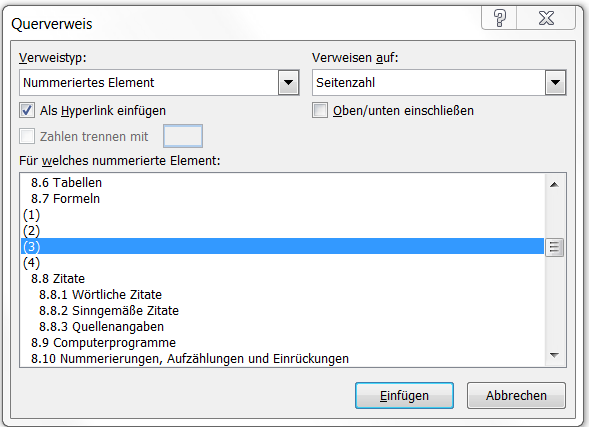 Querverweis
Verweistyp: Verweisen auf:
Nummeriertes Element Seitenzahl
Als Hyperlink einfügen Oben/unten einschließen
Zahlen trennen mit
Für welches nummerierte Element:
8.6 Tabellen
8.7 Formeln
(1)
(2)
(3)
(4)
8.8 Zitate
8.8.1 Wörtliche Zitate
8.8.2 Sinngemäße Zitate
8.8.3 Quellenangaben
8.9 Computerprogramme
8.10 Nummerierungen, Aufzählungen und Einrückungen
Einfügen Abbrechen